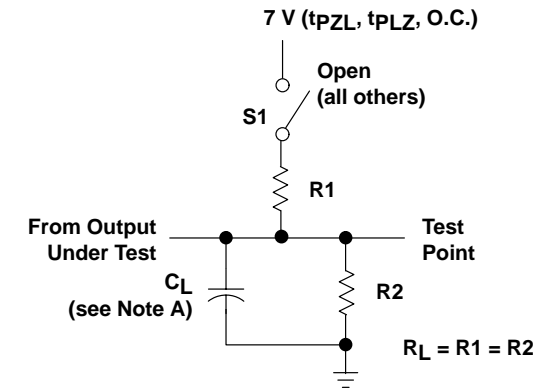 7 V (tPZL, tPLZ, O.C.)
Open
(all others)
S1
R1
From Output
Under Test
Test
Point
CL
(see Note A)
R2
RL = R1 = R2